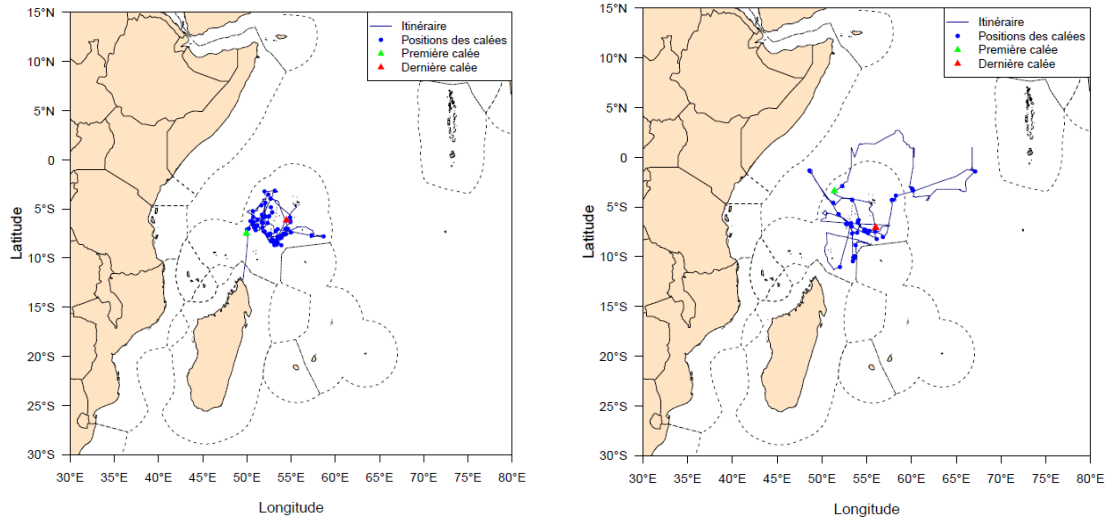 15°N
10°N
5°N
0
5°S
10°S
15°S
20°S
25°S
30°S
Latitude
30°E 35°E 40°E 45°E 50°E 55°E 60°E 65°E 70°E 75°E 80°E
Longitude
Itinéraire
Positions des calées
Première calée
Dernière calée
15°N
10°N
5°N
0
5°S
10°S
15°S
20°S
25°S
30°S
Latitude
30°E 35°E 40°E 45°E 50°E 55°E 60°E 65°E 70°E 75°E 80°E
Longitude
Itinéraire
Positions des calées
Première calée
Dernière calée